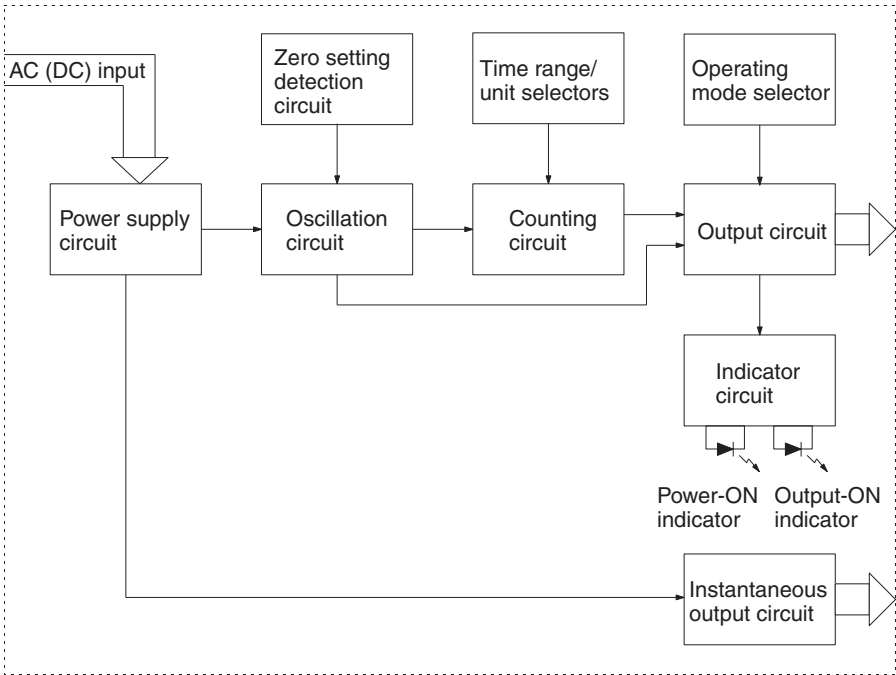 AC (DC) input
Zero setting
detection
circuit
Time range/
unit selectors
Operating
mode selector
Power supply
circuit
Oscillation
circuit
Counting
circuit
Output circuit
Indicator
circuit
Power-ON
indicator
Output-ON
indicator
Instantaneous
output circuit